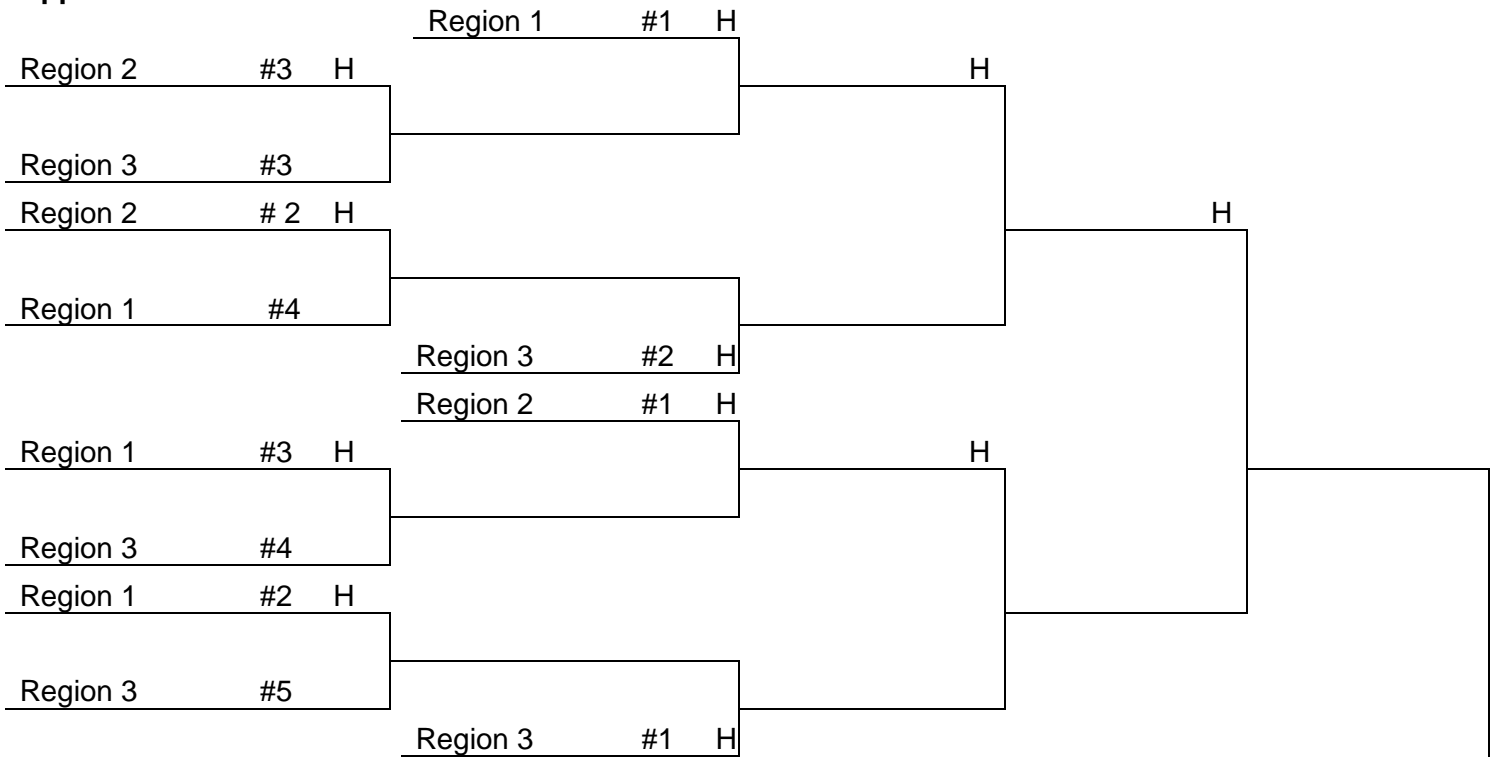 Region 1 #1 H
Region 2 #3 H
H
Region 3 #3
Region 2 # 2 H
H
Region 1 #4
Region 3 #2 H
Region 2 #1 H
Region 1 #3 H
H
Region 3 #4
Region 1 #2 H
Region 3 #5
Region 3 #1 H